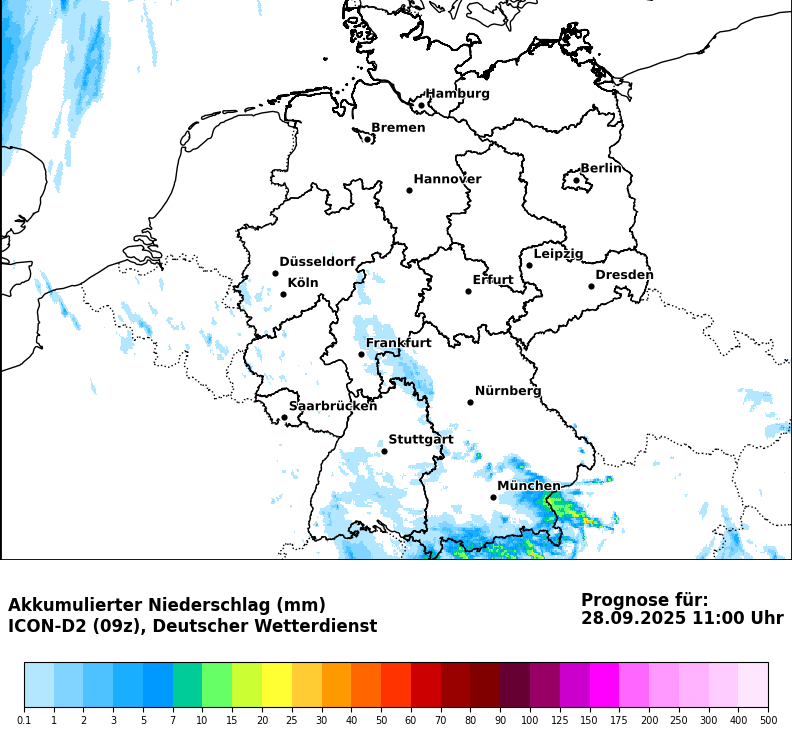 Hamburg
Bremen
Berlin
Hannover
Leipzig
Düsseldorf
Dresden
Köln
Erfurt
Frankfurt
Nürnberg
Saarbrücken
Stuttgart
München
Akkumulierter Niederschlag (mm)
ICON-D2 (09z), Deutscher Wetterdienst
Prognose für:
28.09.2025 11:00 Uhr
0.1 1 2 3 5 7 10 15 20 25 30 40 50 60 70 80 90 100 125 150 175 200 250 300 400 500